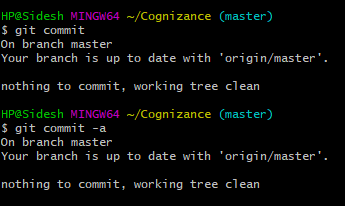 HP@Sidesh MINGW64 ~/Cognizance (master)
$ git commit
On branch master
Your branch is up to date with 'origin/master'.
nothing to commit, working tree clean
HP@Sidesh MINGW64 ~/Cognizance (master)
$ git commit -a
On branch master
Your branch is up to date with 'origin/master'.
nothing to commit, working tree clean